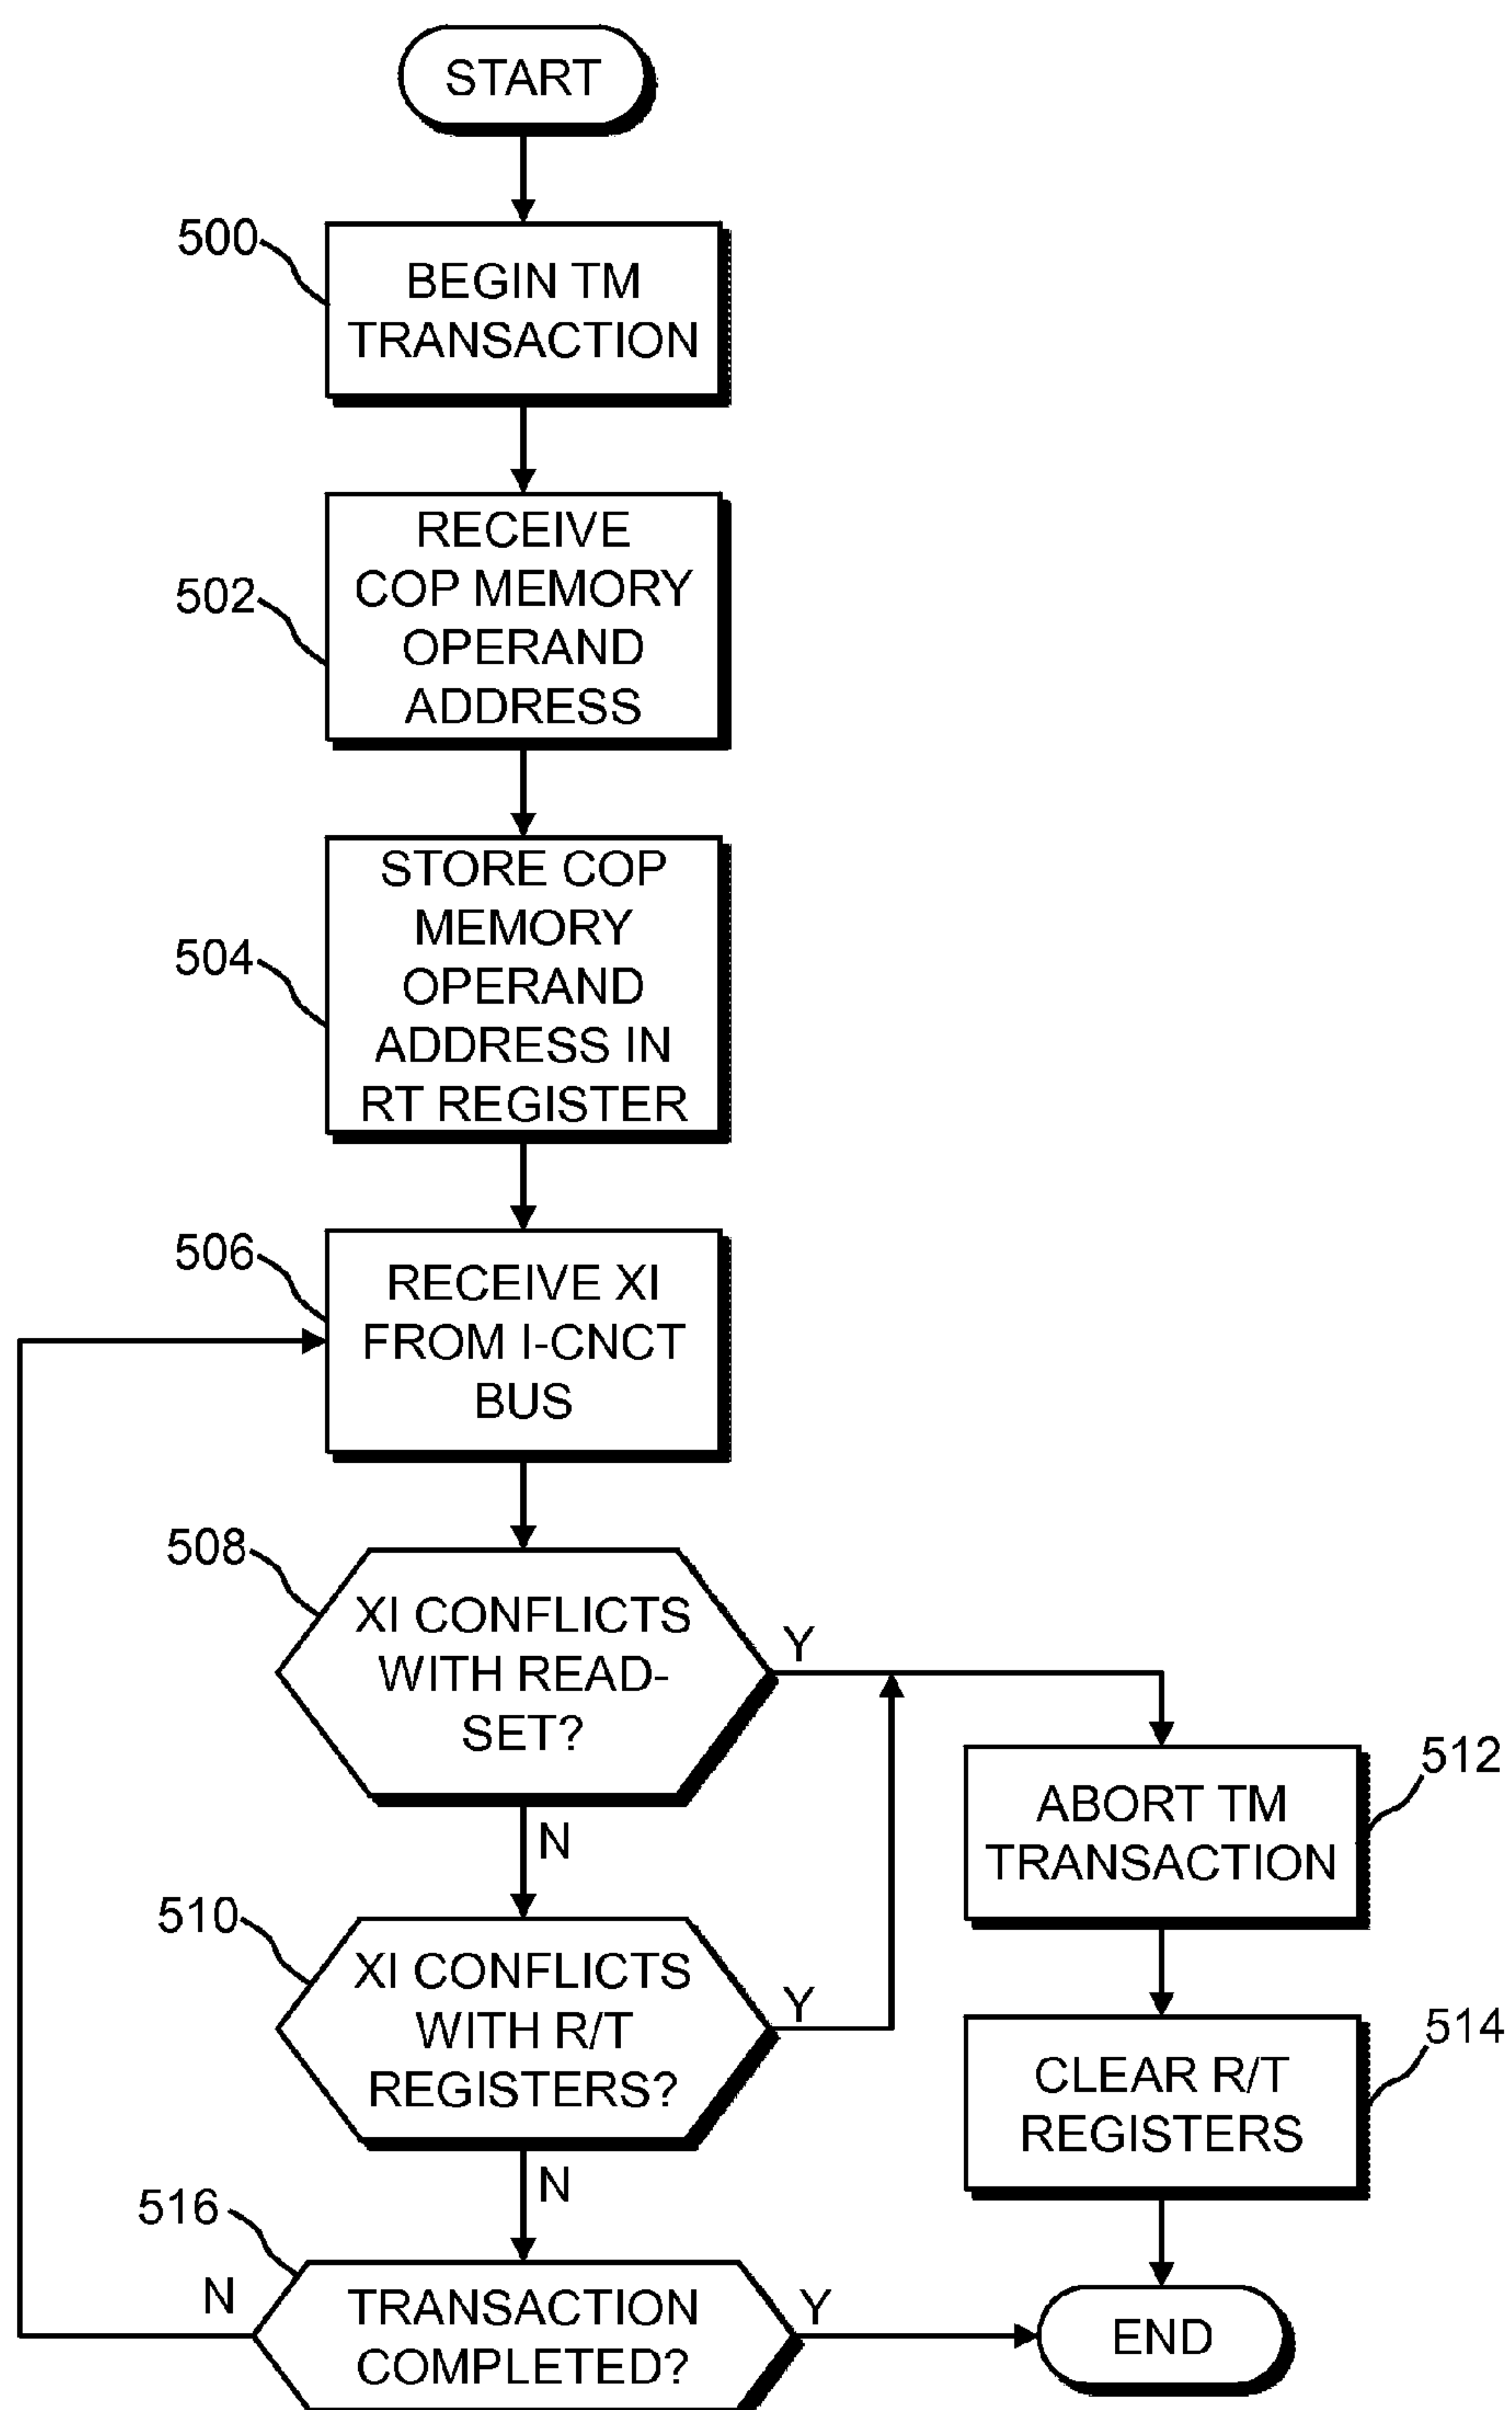 START
500
BEGIN TM
TRANSACTION
502
RECEIVE
COP MEMORY
OPERAND
ADDRESS
504
STORE COP
MEMORY
OPERAND
ADDRESS IN
RT REGISTER
506
RECEIVE XI
FROM I-CNCT
BUS
508
XI CONFLICTS
WITH READ-
SET?
Y
N
512
ABORT TM
TRANSACTION
510
XI CONFLICTS
WITH R/T
REGISTERS?
Y
N
514
CLEAR R/T
REGISTERS
516
N
TRANSACTION
COMPLETED?
Y
END